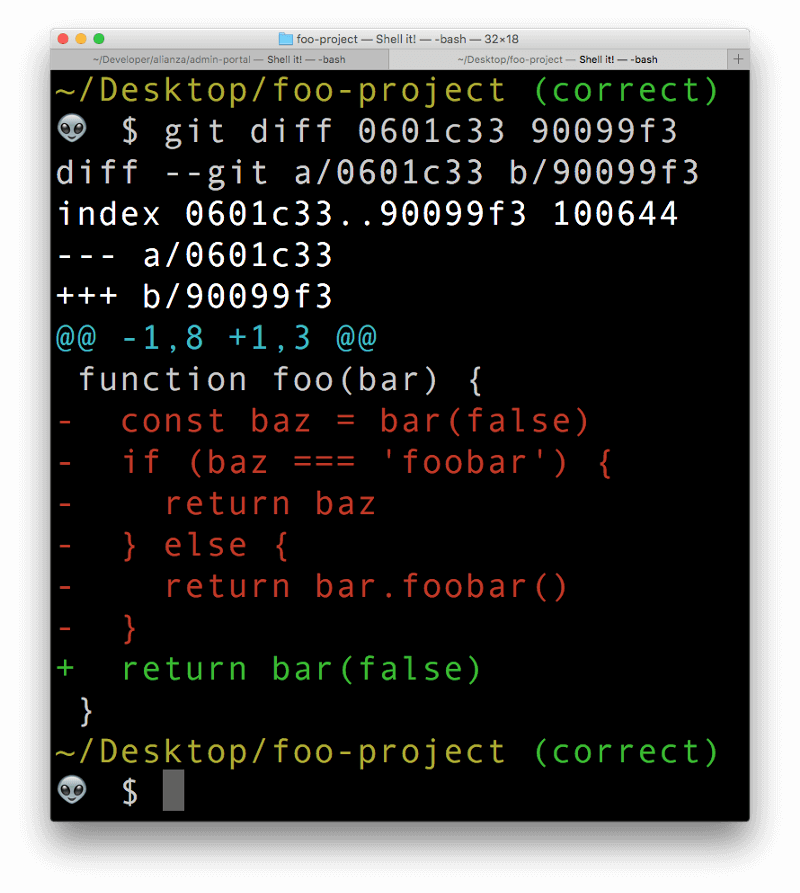 foo-project — Shell it! — -bash — 32×18
~/Developer/alianza/admin-portal — Shell it! — -bash
~/Desktop/foo-project — Shell it! — -bash
~/Desktop/foo-project (correct)
👽 $ git diff 0601c33 90099f3
diff --git a/0601c33 b/90099f3
index 0601c33..90099f3 100644
--- a/0601c33
+++ b/90099f3
@@ -1,8 +1,3 @@
 function foo(bar) {
-  const baz = bar(false)
-  if (baz === 'foobar') {
-    return baz
-  } else {
-    return bar.foobar()
-  }
+  return bar(false)
 }
~/Desktop/foo-project (correct)
👽 $